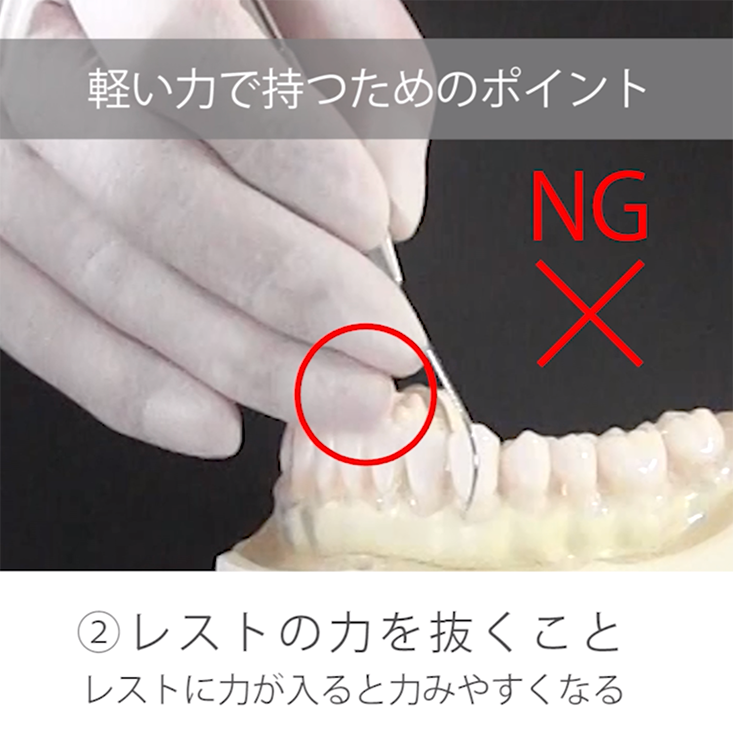 軽い力で持つためのポイント
NG
②レストの力を抜くこと
レストに力が入ると力みやすくなる